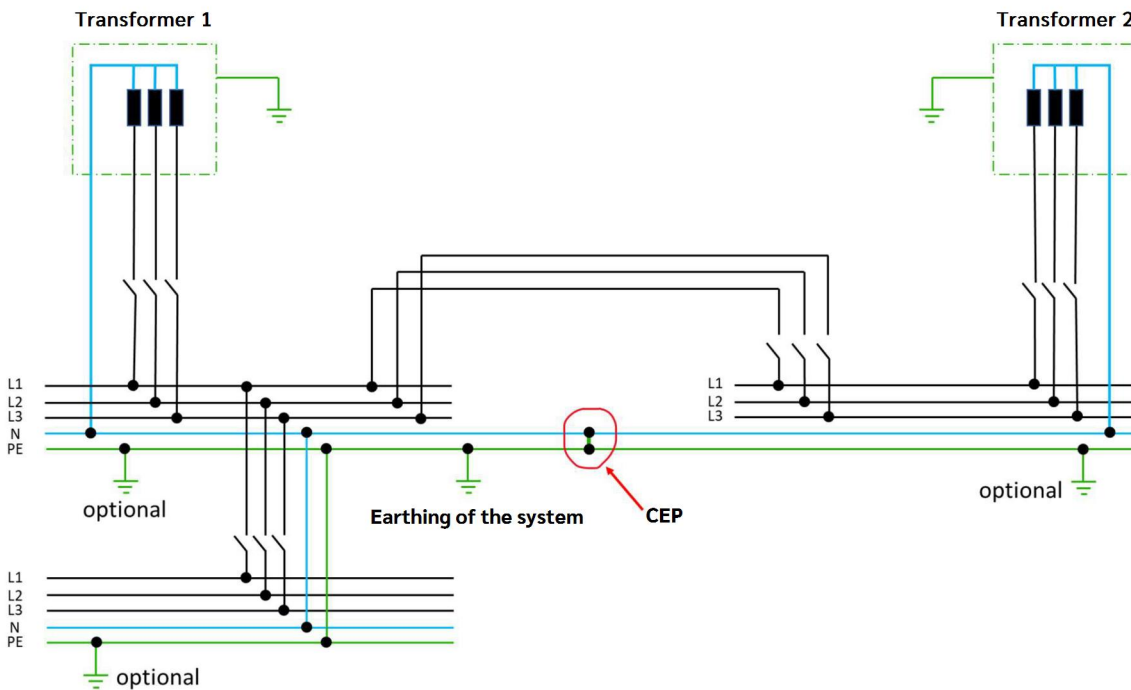 Transformer 1
Transformer 2
L1
L2
L3
N
PE
L1
L2
L3
optional
Earthing of the system
CEP
optional
L1
L2
L3
N
PE
optional